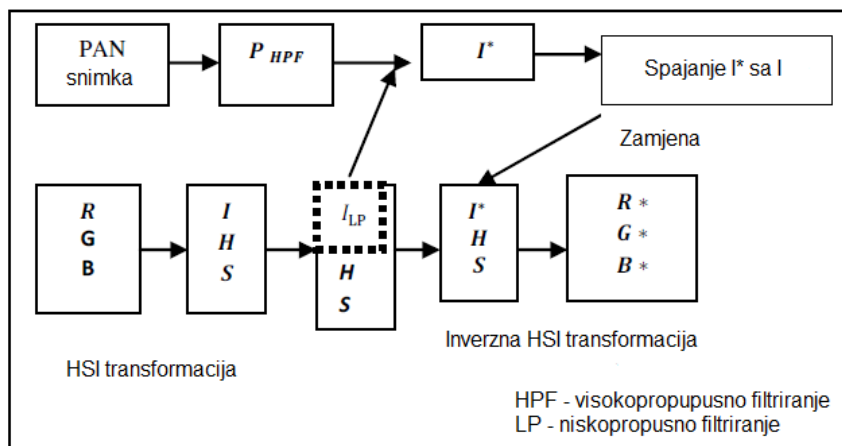 PAN
snimka
P HPF
I*
Spajanje I* sa I
Zamjena
R
G
B
I
H
S
I LP
H
S
I*
H
S
R *
G *
B *
HSI transformacija
Inverzna HSI transformacija
HPF - visokopropupusno filtriranje
LP - niskopropusno filtriranje